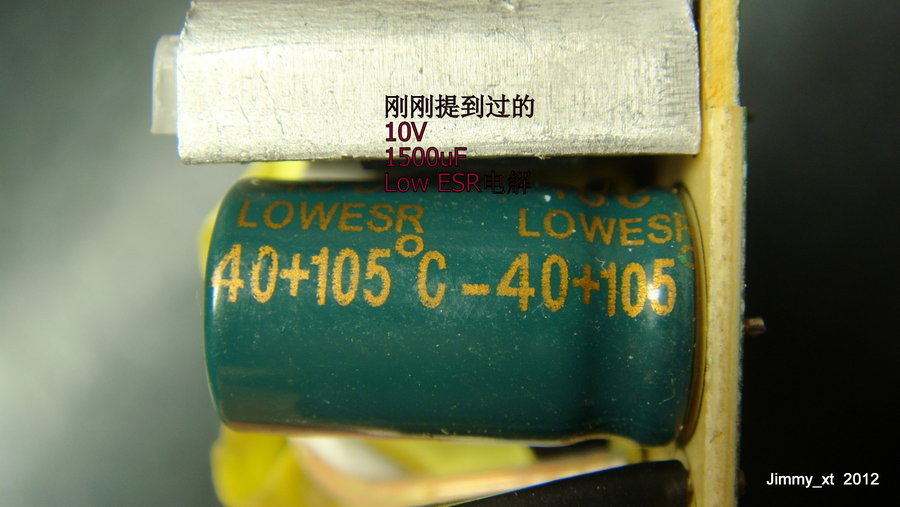 刚刚提到过的
10V
1500uF
Low ESR电解
LOWESR LOWESR
40+105°C -40+105
Jimmy_xt 2012